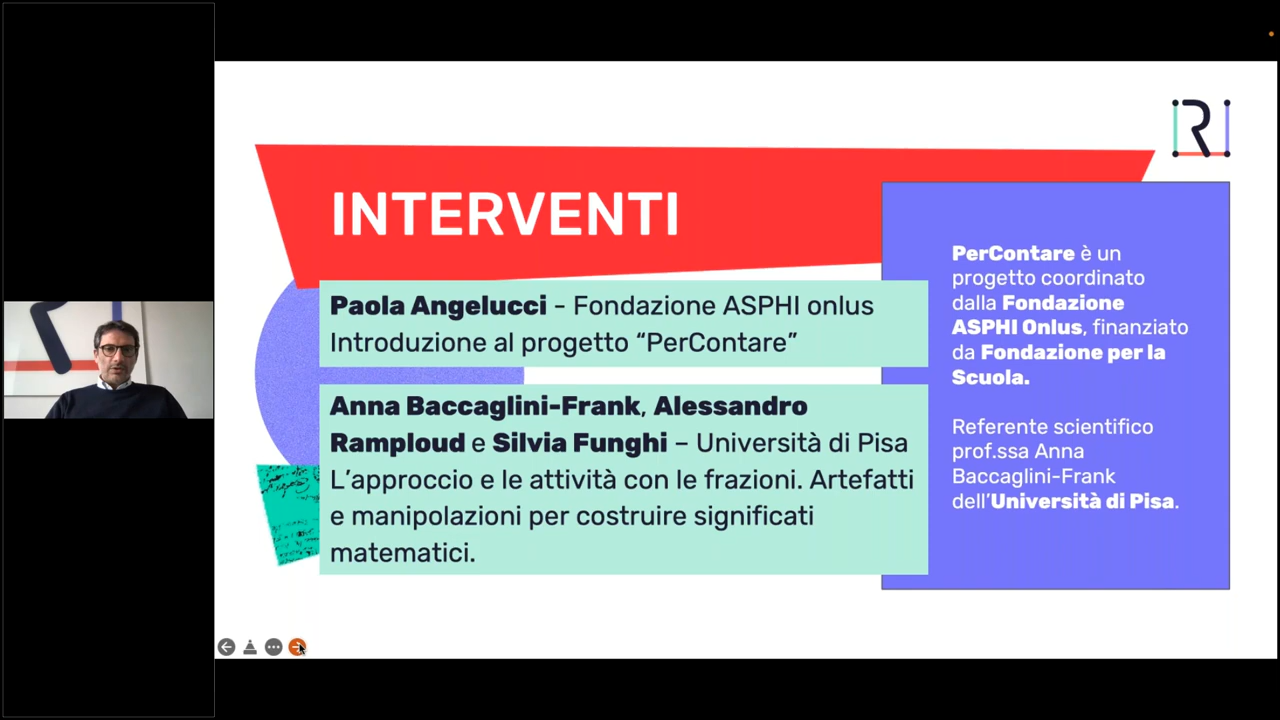 INTERVENTI
Paola Angelucci - Fondazione ASPHI onlus
Introduzione al progetto “PerContare”
Anna Baccaglini-Frank, Alessandro
Ramploud e Silvia Funghi – Università di Pisa
L’approccio e le attività con le frazioni. Artefatti
e manipolazioni per costruire significati
matematici.
PerContare è un
progetto coordinato
dalla Fondazione
ASPHI Onlus, finanziato
da Fondazione per la
Scuola.
Referente scientifico
prof.ssa Anna
Baccaglini-Frank
dell’Università di Pisa.
R